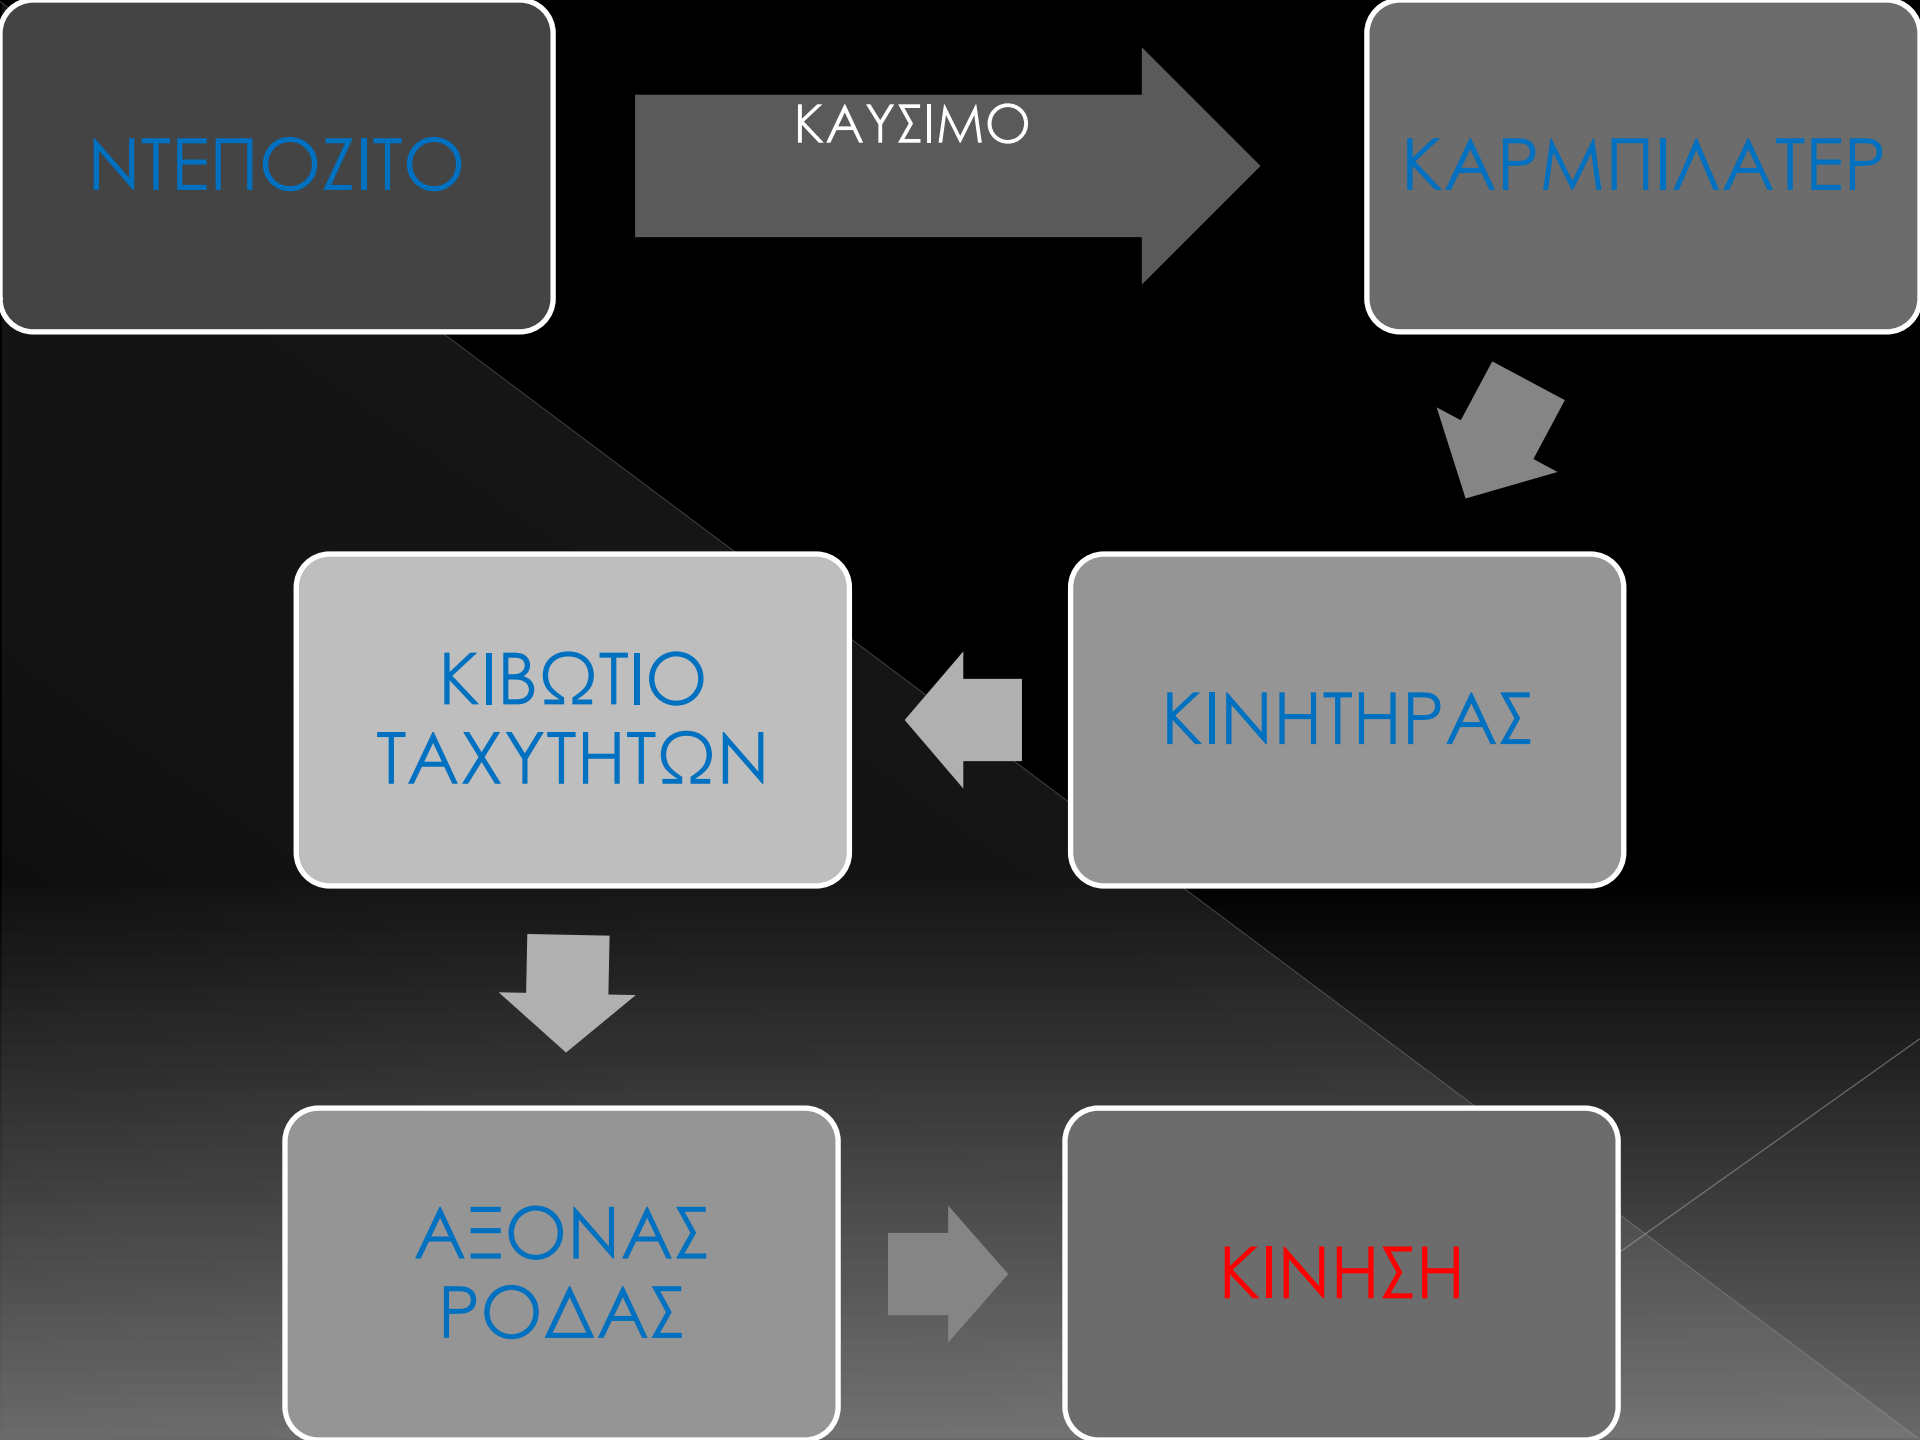 ΝΤΕΠΟΖΙΤΟ
ΚΑΥΣΙΜΟ
ΚΑΡΜΠΙΛΑΤΕΡ
ΚΙΝΗΤΗΡΑΣ
ΚΙΒΩΤΙΟ
ΤΑΧΥΤΗΤΩΝ
ΑΞΟΝΑΣ
ΡΟΔΑΣ
ΚΙΝΗΣΗ